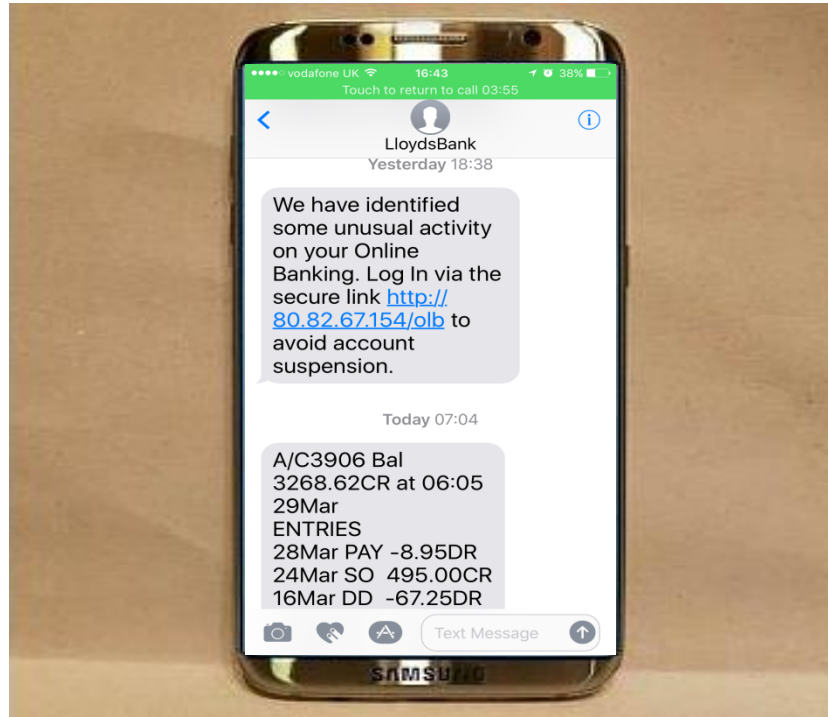 vodafone UK 16:43 38%
Touch to return to call 03:55
LloydsBank
Yesterday 18:38
We have identified
some unusual activity
on your Online
Banking. Log In via the
secure link http://
80.82.67.154/olb to
avoid account
suspension.
Today 07:04
A/C3906 Bal
3268.62CR at 06:05
29Mar
ENTRIES
28Mar PAY -8.95DR
24Mar SO 495.00CR
16Mar DD -67.25DR
Text Message
SAMSUNG